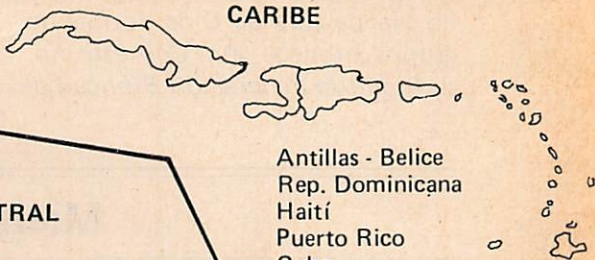 CARIBE
Antillas - Belice
Rep. Dominicana
TRAL
Haití
Puerto Rico